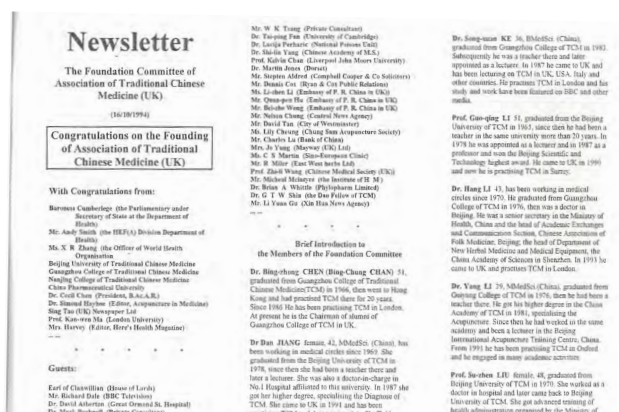 Newsletter
The Foundation Committee of
Association of Traditional Chinese
Medicine (UK)
(16/10/1994)
Congratulations on the Founding
of Association of Traditional
Chinese Medicine (UK)
With Congratulations from:
Baroness Cumberlege (the Parliamentary under
Secretary of State at the Department of
Health)
Mr. Andy Smith (the HEF(A) Division Department of
Health)
Ms. X R Zhang (the Officer of World Health
Organisation
Beijing University of Traditional Chinese Medicine
Guangzhou College of Traditional Chinese Medicine
Nanjing College of Traditional Chinese Medicine
China Pharmaceutical University
Dr. Cecil Chen (President, B.Ac.A.R.)
Dr. Simond Hayhoe (Editor, Acupuncture in Medicine)
Sing Tao (UK) Newspaper Ltd
Prof. Kan-wen Ma (London University)
Mrs. Harvey (Editor, Here's Health Magazine)
* * * *
Guests:
Earl of Clanwillian (House of Lords)
Mr. Richard Dale (BBC Television)
Dr. David Atherton (Great Ormond St. Hospital)
Mr. W K Tsang (Private Consultant)
Dr. Tai-ping Fan (University of Cambridge)
Dr. Lucija Perharic (National Poisons Unit)
Dr. Shi-lin Yang (Chinese Academy of M.S.)
Prof. Kelvin Chan (Liverpool John Moors University)
Dr. Martin Jones (Dorset)
Mr. Stepten Aldred (Campbell Cooper & Co Solicitors)
Mr. Dennis Cox (Ryan & Cox Public Relations)
Ms. Li-chen Li (Embassy of P. R. China in UK))
Mr. Quan-pen Hu (Embassy of P. R. China in UK)
Mr. Bai-zhe Wong (Embassy of P. R. China in UK)
Mr. Nelson Chung (Central News Agency)
Mr. David Tan (City of Westminster)
Ms. Lily Cheung (Chung Sum Acupuncture Society)
Mr. Charles Lu (Bank of China)
Mrs. Je Yung (Mayway (UK) Ltd)
Ms. C S Martin (Sino-European Clinic)
Mr. R Miler (East West herbs Ltd)
Prof. Zha-li Wang (Chinese Medical Society (UK))
Mr. Micheal McIntyre (the Institute of H M)
Dr. Brian A Whittle (Phytopharm Limited)
Dr. G T W Shin (the Dao Fellow of TCM)
Mr. Li Yuan Gu (Xin Hua News Agency)
* * * *
Brief Introduction to
the Members of the Foundation Committee
Dr. Bing-zhong CHEN (Bing-Chung CHAN) 51,
graduated from Guangzhou College of Traditional
Chinese Medicine(TCM) in 1966, then went to Hong
Kong and had practised TCM there for 20 years.
Since 1986 He has been practising TCM in London.
At present he is the Chairman of alumni of
Guangzhou College of TCM in UK.
Dr Dan JIANG female, 42, MMedSci. (China), has
been working in medical circles since 1969. She
graduated from the Beijing University of TCM in
1978, since then she had been a teacher there and
later a lecturer. She was also a doctor-in-charge in
No.1 Hospital affiliated to this university. In 1987 she
got her higher degree, specialising the Diagnose of
TCM. She came to UK in 1991 and has been
Dr. Song-xuan KE 36, BMedSci. (China),
graduated from Guangzhou College of TCM in 1983.
Subsequently he was a teacher there and later
appointed as a lecturer. In 1987 he came to UK and
has been lecturing on TCM in UK, USA, Italy and
other countries. He practises TCM in London and his
study and work have been featured on BBC and other
media.
Prof. Guo-qing LI 51, graduated from the Beijing
University of TCM in 1965, since then he had been a
teacher in the same university more than 20 years. In
1978 he was appointed as a lecturer and in 1987 as a
professor and won the Beijing Scientific and
Technology highest award. He came to UK in
and now he is practising TCM in Surrey.
Dr. Hang LI 43, has been working in medical
circles since 1970. He graduated from Guangzhou
College of TCM in 1976, then was a doctor in
Beijing. He was a senior secretary in the Ministry of
Health, China and the head of Academic Exchanges
and Communication Section, Chinese Association of
Folk Medicine, Beijing; the head of Department of
New Herbal Medicine and Medical Equipment, the
China Academy of Sciences in Shenzhen. In 1993 he
came to UK and practises TCM in London.
Dr. Yong LI 39, MMedSci (China), graduated from
Guiyang College of TCM in 1976, then he had been a
teacher there. He got his higher degree in the China
Academy of TCM in 1981, specialising the
Acupuncture. Since then he had worked in the same
academy and been a lecturer in the Beijing
International Acupuncture Training Centre, China.
From 1991 he has been practising TCM in Oxford
and he engaged in many academic activities.
Prof. Su-zhen LIU female, 48, graduated from
Beijing University of TCM in 1970. She worked as a
doctor in hospital and later came back to Beijing
University of TCM. She got advanced training of
health administration organized by the Ministry of